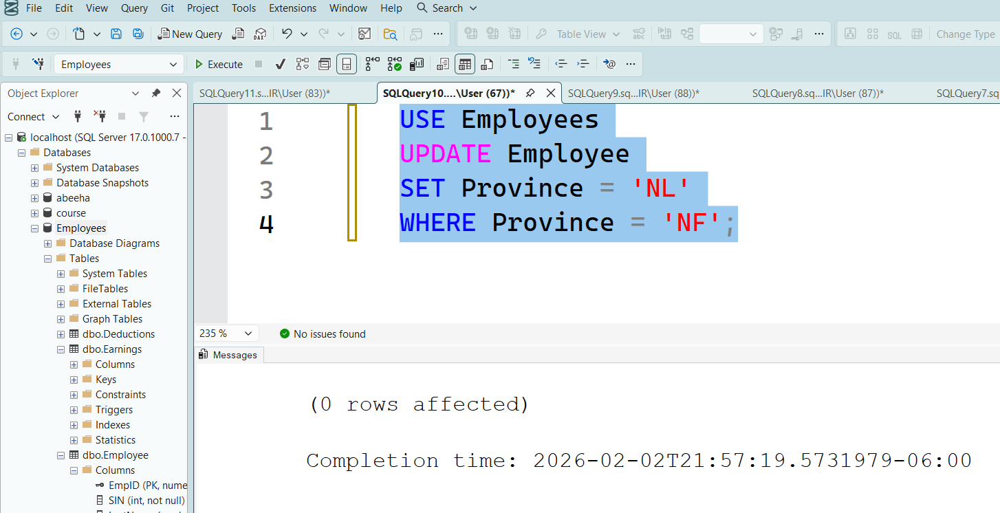 File Edit View Query Git Project Tools Extensions Window Help Search
New Query DAX Table View abc SQL Change Type
Employees Execute
Object Explorer
SQLQuery11.s...IR\User (83))*
SQLQuery10....\User (67))*
SQLQuery9.sq...IR\User (88))*
SQLQuery8.sq...IR\User (87))*
SQLQuery7.sq
Connect
localhost (SQL Server 17.0.1000.7 -
Databases
System Databases
Database Snapshots
abeeha
course
Employees
Database Diagrams
Tables
System Tables
FileTables
External Tables
Graph Tables
dbo.Deductions
dbo.Earnings
Columns
Keys
Constraints
Triggers
Indexes
Statistics
dbo.Employee
Columns
EmpID (PK, nume
SIN (int, not null)
1 USE Employees
2 UPDATE Employee
3 SET Province = 'NL'
4 WHERE Province = 'NF';
235 % No issues found
Messages
(0 rows affected)
Completion time: 2026-02-02T21:57:19.5731979-06:00